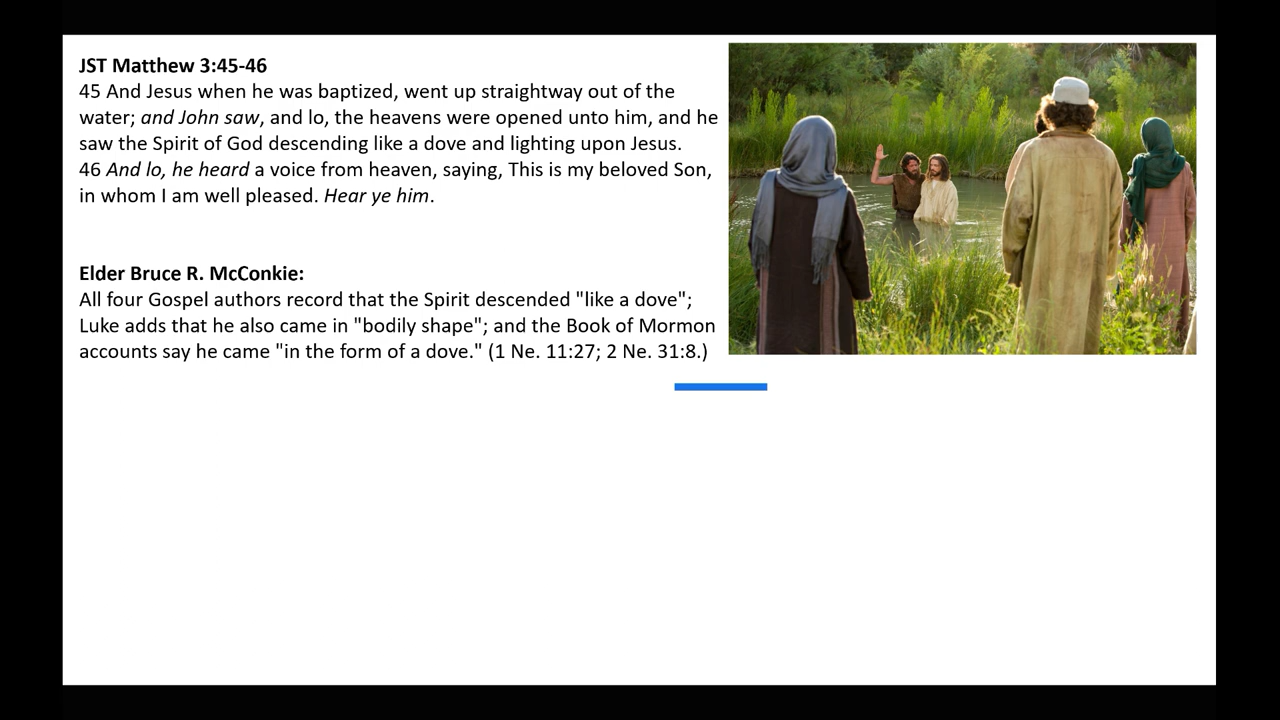 JST Matthew 3:45-46
45 And Jesus when he was baptized, went up straightway out of the
water; and John saw, and lo, the heavens were opened unto him, and he
saw the Spirit of God descending like a dove and lighting upon Jesus.
46 And lo, he heard a voice from heaven, saying, This is my beloved Son,
in whom I am well pleased. Hear ye him.
Elder Bruce R. McConkie:
All four Gospel authors record that the Spirit descended "like a dove";
Luke adds that he also came in "bodily shape"; and the Book of Mormon
accounts say he came "in the form of a dove." (1 Ne. 11:27; 2 Ne. 31:8.)